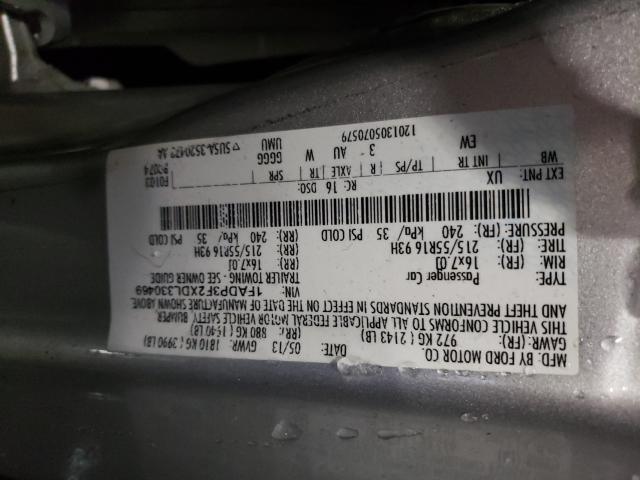 MFD. BY FORD MOTOR CO.
DATE: 05/13 GVWR: 1810 KG ( 3990 LB)
GAWR: (FR): 972 KG ( 2143 LB) (RR): 880 KG ( 1940 LB)
THIS VEHICLE CONFORMS TO ALL APPLICABLE FEDERAL MOTOR VEHICLE SAFETY, BUMPER,
AND THEFT PREVENTION STANDARDS IN EFFECT ON THE DATE OF MANUFACTURE SHOWN ABOVE
VIN: 1FADP3F2XDL330469
TYPE: Passenger Car TRAILER TOWING - SEE OWNER GUIDE
RIM: (FR): 16x7.0J (RR): 16x7.0J
TIRE: (FR): 215/55R16 93H (RR): 215/55R16 93H
PRESSURE: (FR): 240 kPa/ 35 PSI COLD (RR): 240 kPa/ 35 PSI COLD
EXT PNT: UX RC: 16 DSO: F0103
WB INT TR TP/PS R AXLE TR SPR
EW 3 AU W GGGG
UMU
120130507057９